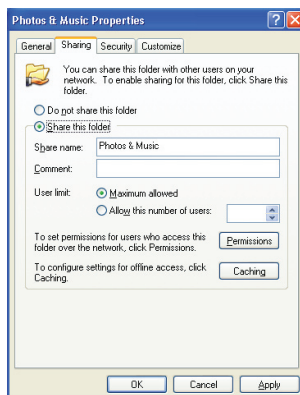 Photos & Music Properties
General Sharing Security Customize
You can share this folder with other users on your
network. To enable sharing for this folder, click Share this
folder.
Do not share this folder
Share this folder
Share name: Photos & Music
Comment:
User limit: Maximum allowed
Allow this number of users:
To set permissions for users who access this
folder over the network, click Permissions.
Permissions
To configure settings for offline access, click
Caching.
Caching
OK Cancel Apply